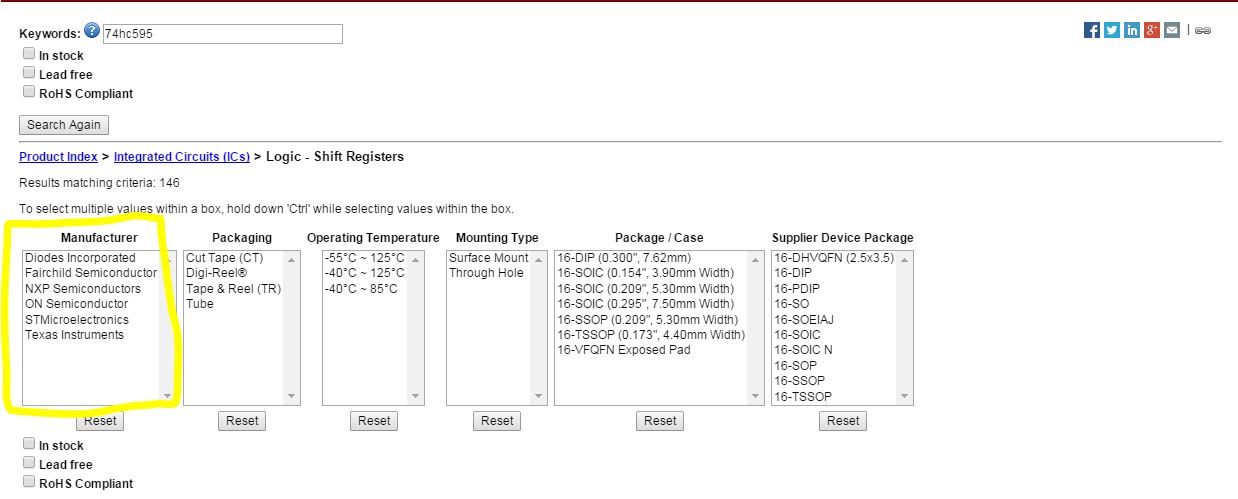 Keywords: ? 74hc595
In stock
Lead free
RoHS Compliant
Search Again
Product Index > Integrated Circuits (ICs) > Logic - Shift Registers
Results matching criteria: 146
To select multiple values within a box, hold down 'Ctrl' while selecting values within the box.
Manufacturer Packaging Operating Temperature Mounting Type Package / Case Supplier Device Package
Diodes Incorporated Cut Tape (CT) -55°C ~ 125°C Surface Mount 16-DIP (0.300", 7.62mm) 16-DHVQFN (2.5x3.5)
Fairchild Semiconductor Digi-Reel® -40°C ~ 125°C Through Hole 16-SOIC (0.154", 3.90mm Width) 16-DIP
NXP Semiconductors Tape & Reel (TR) -40°C ~ 85°C 16-SOIC (0.209", 5.30mm Width) 16-PDIP
ON Semiconductor Tube 16-SOIC (0.295", 7.50mm Width) 16-SO
STMicroelectronics 16-SSOP (0.209", 5.30mm Width) 16-SOEIAJ
Texas Instruments 16-TSSOP (0.173", 4.40mm Width) 16-SOIC
16-VFQFN Exposed Pad 16-SOIC N
16-SOP
16-SSOP
16-TSSOP
Reset Reset Reset Reset Reset Reset
In stock
Lead free
RoHS Compliant